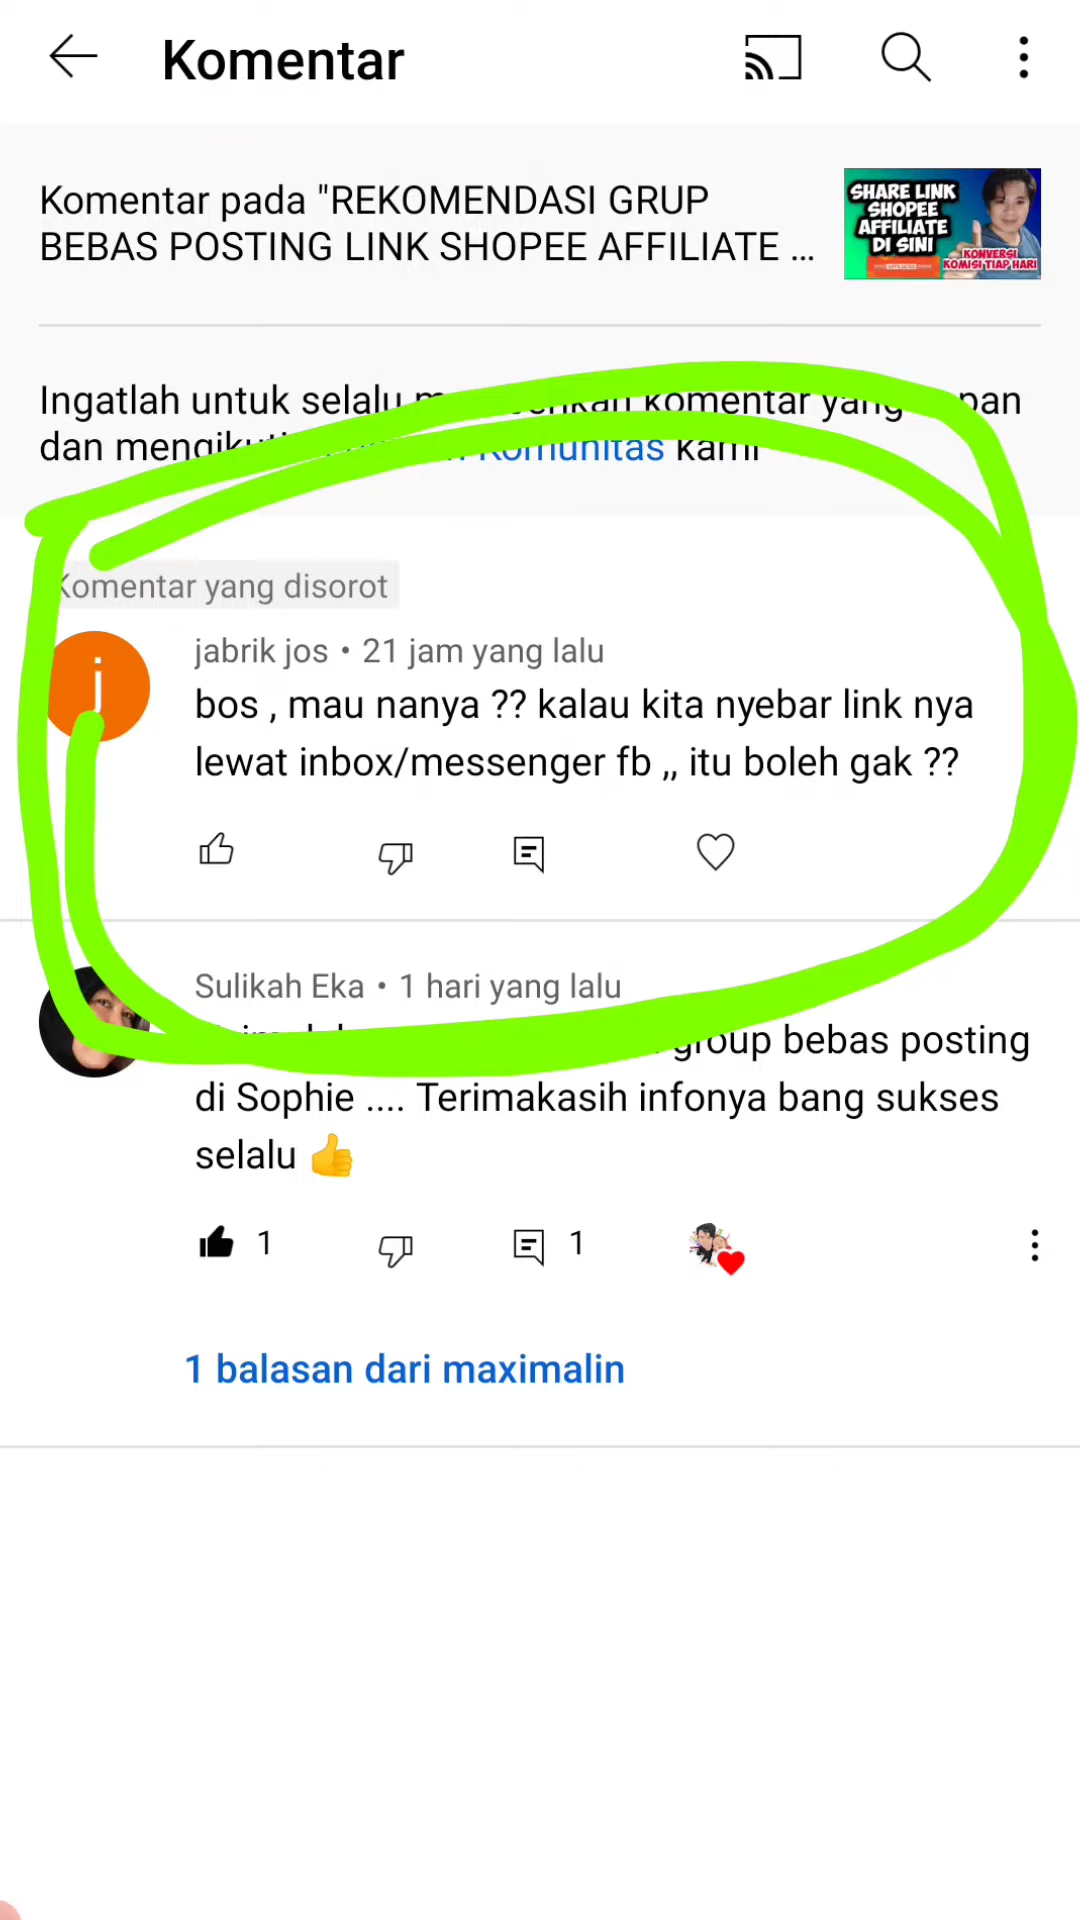 Komentar
Komentar pada "REKOMENDASI GRUP
BEBAS POSTING LINK SHOPEE AFFILIATE ...
SHARE LINK
SHOPEE
AFFILIATE
DI SINI
KONVERSI
KOMISI TIAP HARI
Ingatlah untuk selalu komentar yang
dan Komunitas kami
Komentar yang disorot
j
jabrik jos • 21 jam yang lalu
bos , mau nanya ?? kalau kita nyebar link nya
lewat inbox/messenger fb ,, itu boleh gak ??
Sulikah Eka • 1 hari yang lalu
group bebas posting
di Sophie .... Terimakasih infonya bang sukses
selalu 👍
1 1
1 balasan dari maximalin